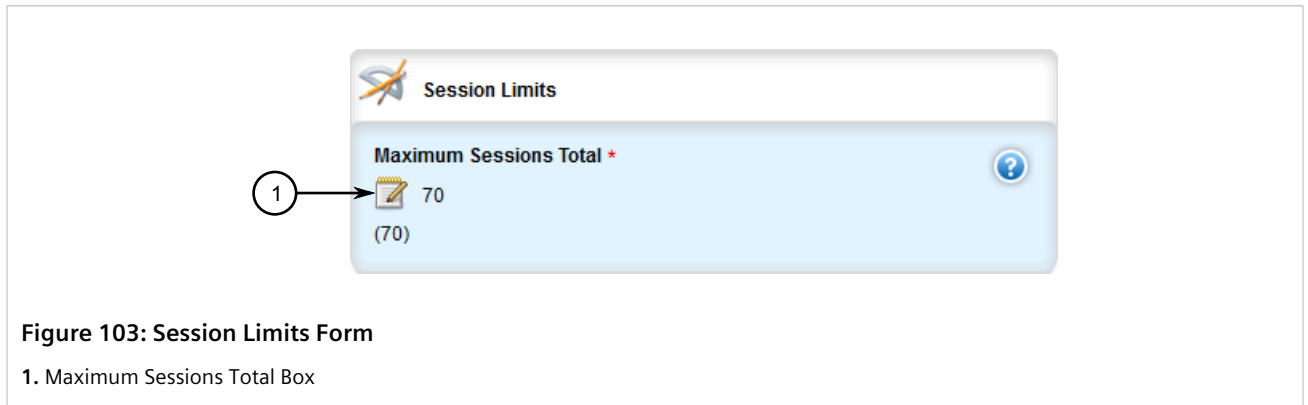 Session Limits
Maximum Sessions Total *
?
1
70
(70)
Figure 103: Session Limits Form
1. Maximum Sessions Total Box